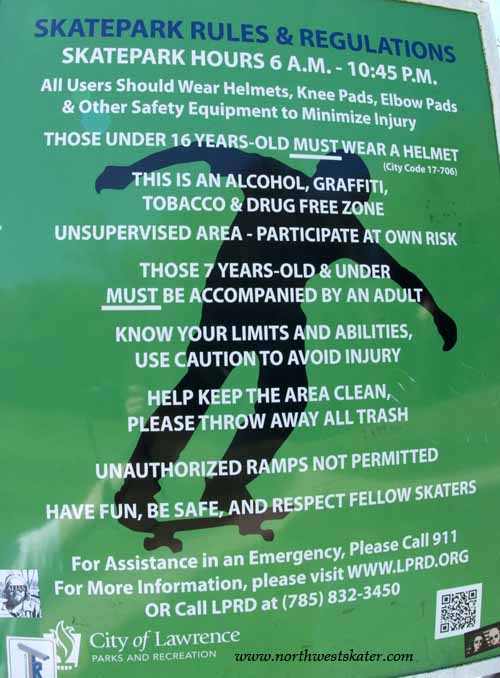 SKATEPARK RULES & REGULATIONS
SKATEPARK HOURS 6 A.M. - 10:45 P.M.
All Users Should Wear Helmets, Knee Pads, Elbow Pads
& Other Safety Equipment to Minimize Injury
THOSE UNDER 16 YEARS-OLD MUST WEAR A HELMET
(City Code 17-706)
THIS IS AN ALCOHOL, GRAFFITI,
TOBACCO & DRUG FREE ZONE
UNSUPERVISED AREA - PARTICIPATE AT OWN RISK
THOSE 7 YEARS-OLD & UNDER
MUST BE ACCOMPANIED BY AN ADULT
KNOW YOUR LIMITS AND ABILITIES,
USE CAUTION TO AVOID INJURY
HELP KEEP THE AREA CLEAN,
PLEASE THROW AWAY ALL TRASH
UNAUTHORIZED RAMPS NOT PERMITTED
HAVE FUN, BE SAFE, AND RESPECT FELLOW SKATERS
For Assistance in an Emergency, Please Call 911
For More Information, please visit WWW.LPRD.ORG
OR Call LPRD at (785) 832-3450
City of Lawrence
PARKS AND RECREATION
www.northwestskater.com